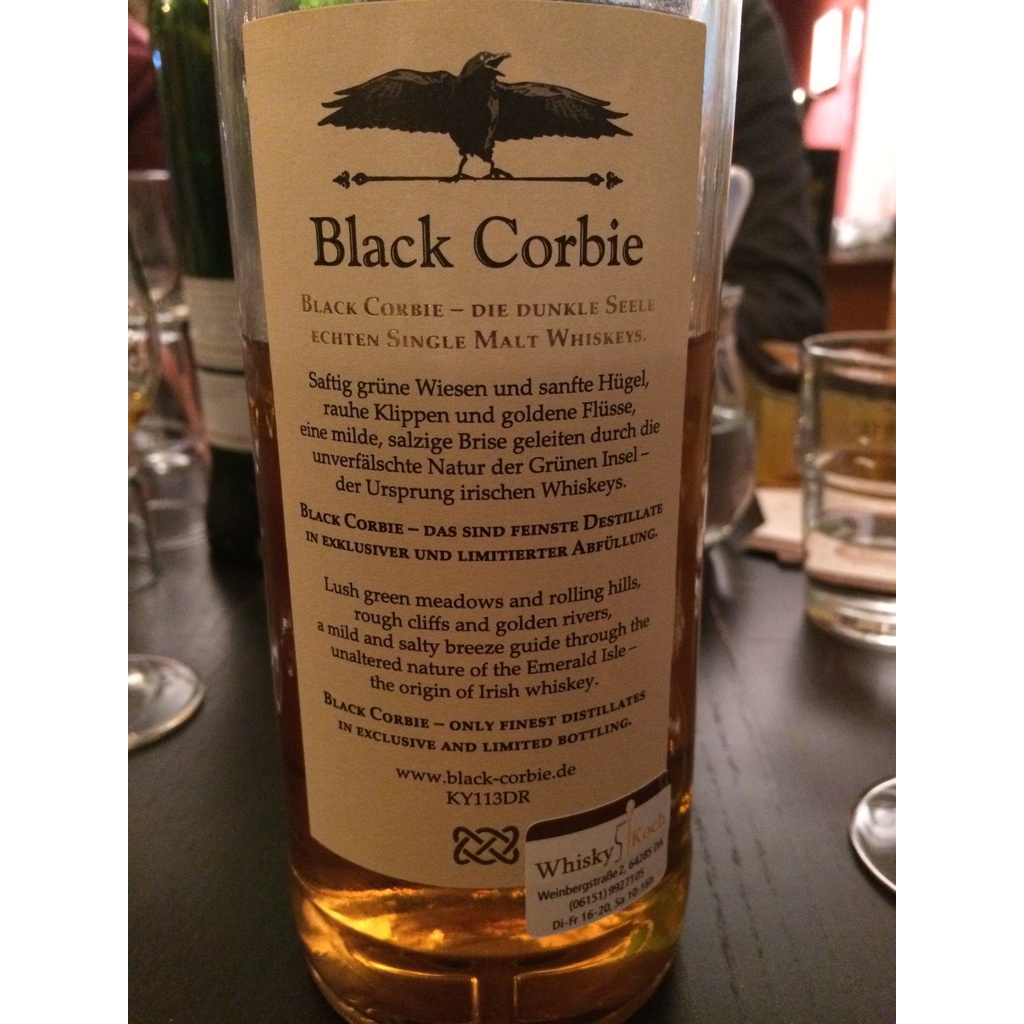 Black Corbie
Black Corbie – die dunkle Seele
echten Single Malt Whiskeys.
Saftig grüne Wiesen und sanfte Hügel,
rauhe Klippen und goldene Flüsse,
eine milde, salzige Brise geleiten durch die
unverfälschte Natur der Grünen Insel –
der Ursprung irischen Whiskeys.
Black Corbie – das sind feinste Destillate
in exklusiver und limitierter Abfüllung.
Lush green meadows and rolling hills,
rough cliffs and golden rivers,
a mild and salty breeze guide through the
unaltered nature of the Emerald Isle –
the origin of Irish whiskey.
Black Corbie – only finest distillates
in exclusive and limited bottling.
www.black-corbie.de
KY113DR
Whisky Koch
Weinbergstraße 2, 64285 DA
(06151) 9927105
Di-Fr 16-20, Sa 10-16h